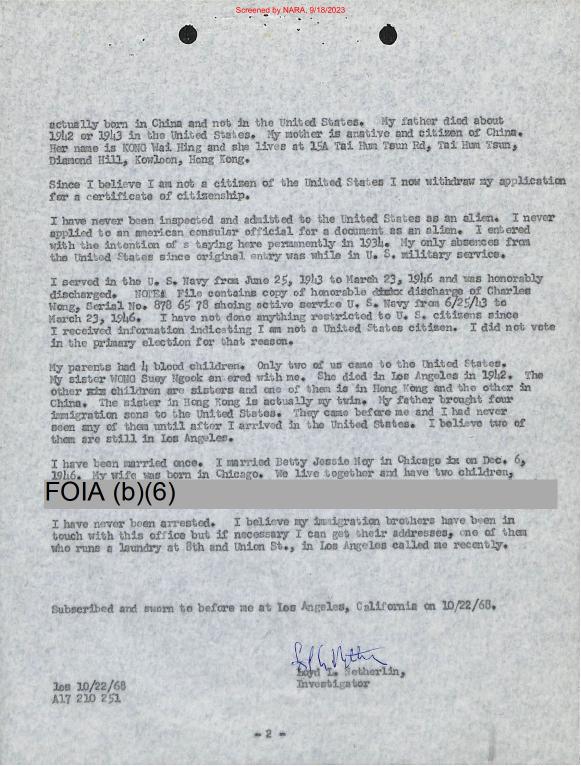 Screened by NARA, 9/18/2023
actually born in China and not in the United States. My father died about
1942 or 1943 in the United States. My mother is anative and citizen of China.
Her name is KONG Wai Hing and she lives at 15A Tai Hum Tsun Rd, Tai Hum Tsun,
Diamond Hill, Kowloon, Hong Kong.
Since I believe I am not a citizen of the United States I now withdraw my application
for a certificate of citizenship.
I have never been inspected and admitted to the United States as an alien. I never
applied to an american consular official for a document as an alien. I entered
with the intention of s taying here permanently in 1934. My only absences from
the United States since original entry was while in U. S. military service.
I served in the U. S. Navy from June 25, 1943 to March 23, 1946 and was honorably
discharged. NOTE: File contains copy of honorable discharge of Charles
Wong, Serial No. 878 65 78 shoing active service U. S. Navy from 6/25/43 to
March 23, 1946. I have not done anything restricted to U. S. citizens since
I received information indicating I am not a United States citizen. I did not vote
in the primary election for that reason.
My parents had 4 blood children. Only two of us came to the United States.
My sister WONG Suey Ngook en ered with me. She died in Los Angeles in 1942. The
other xix children are sisters and one of them is in Hong Kong and the other in
China. The sister in Hong Kong is actually my twin. My father brought four
immigration sons to the United States. They came before me and I had never
seen any of them until after I arrived in the United States. I believe two of
them are still in Los Angeles.
I have been married once. I married Betty Jessie Moy in Chicago xx on Dec. 6,
1946. My wife was born in Chicago. We live together and have two children,
FOIA (b)(6)
I have never been arrested. I believe my immigration brothers have been in
touch with this office but if necessary I can get their addresses, one of them
who runs a laundry at 8th and Union St., in Los Angeles called me recently.
Subscribed and sworn to before me at Los Angeles, California on 10/22/68.
Loyd L. Netherlin,
Investigator
los 10/22/68
A17 210 251
- 2 -